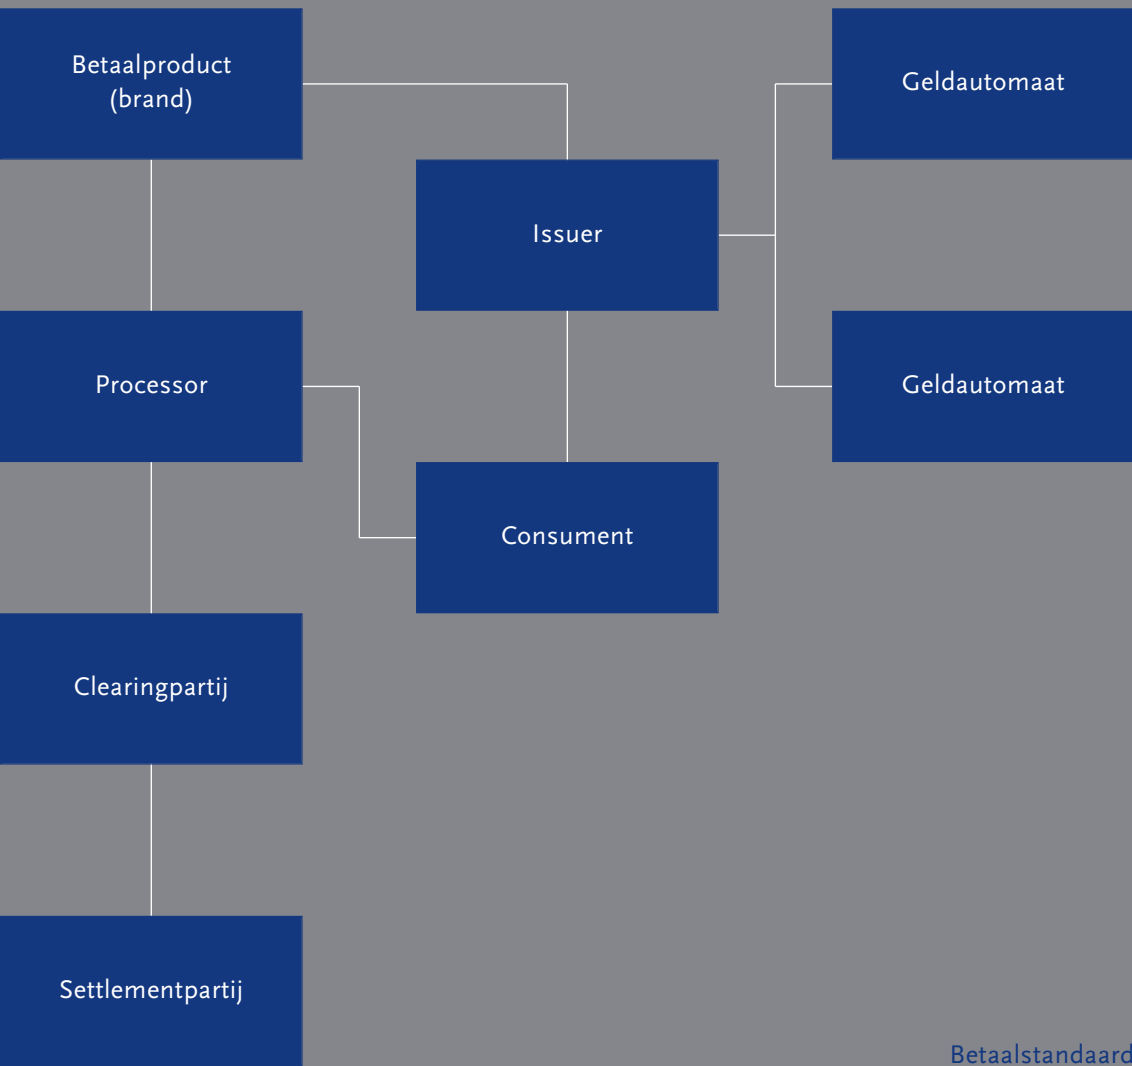 Betaalproduct
(brand)
Geldautomaat
Issuer
Processor
Geldautomaat
Consument
Clearingpartij
Settlementpartij
Betaalstandaard